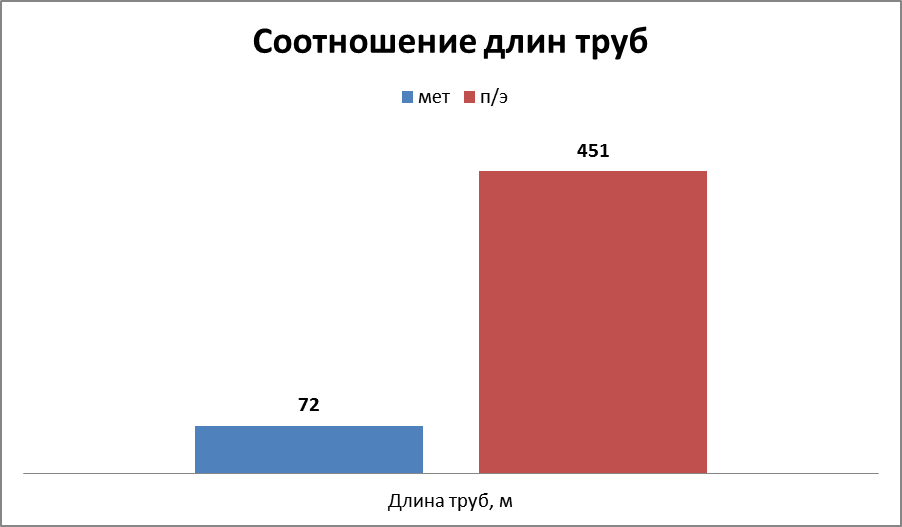 Соотношение длин труб
мет п/э
451
72
Длина труб, м